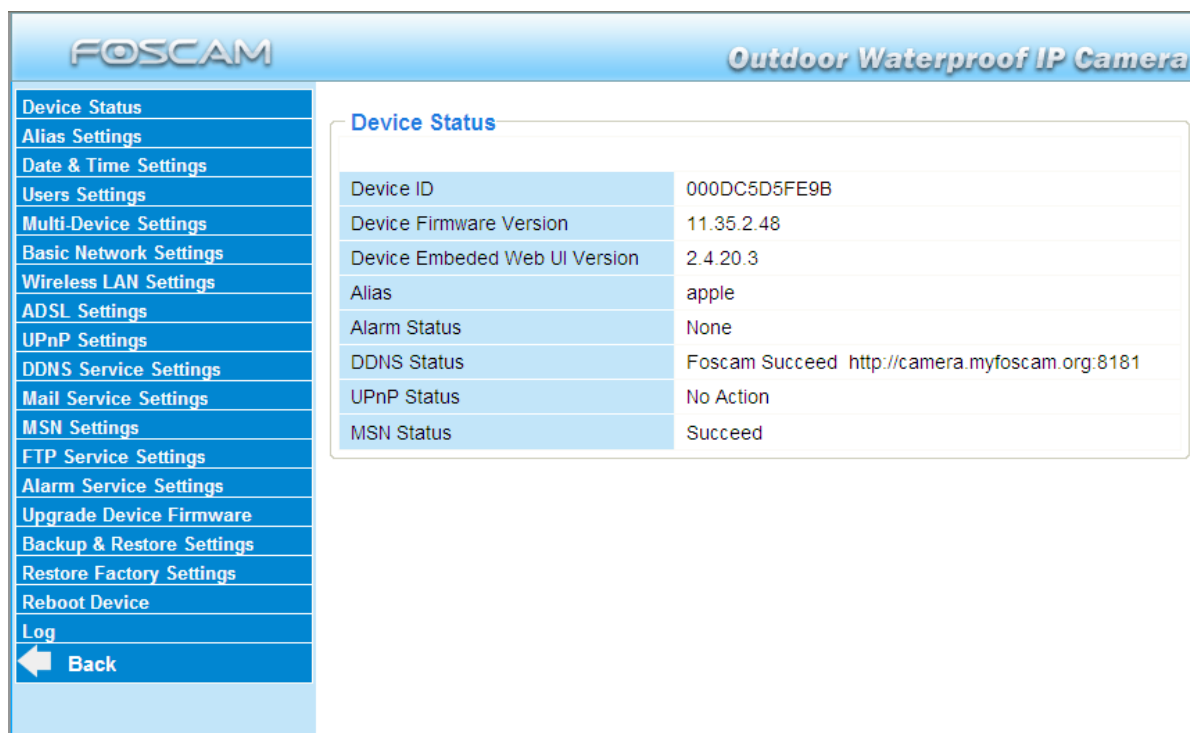 FOSCAM
Outdoor Waterproof IP Camera
Device Status
Alias Settings
Date & Time Settings
Users Settings
Multi-Device Settings
Basic Network Settings
Wireless LAN Settings
ADSL Settings
UPnP Settings
DDNS Service Settings
Mail Service Settings
MSN Settings
FTP Service Settings
Alarm Service Settings
Upgrade Device Firmware
Backup & Restore Settings
Restore Factory Settings
Reboot Device
Log
Back
Device Status
Device ID 000DC5D5FE9B
Device Firmware Version 11.35.2.48
Device Embeded Web UI Version 2.4.20.3
Alias apple
Alarm Status None
DDNS Status Foscam Succeed http://camera.myfoscam.org:8181
UPnP Status No Action
MSN Status Succeed